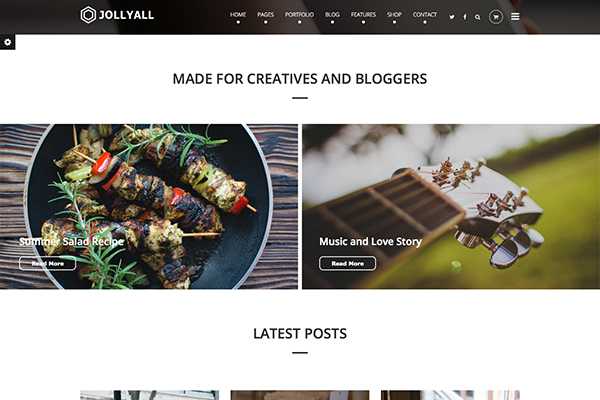 JOLLYALL
HOME PAGES PORTFOLIO BLOG FEATURES SHOP CONTACT
MADE FOR CREATIVES AND BLOGGERS
Summer Salad Recipe
Read More
Music and Love Story
Read More
LATEST POSTS